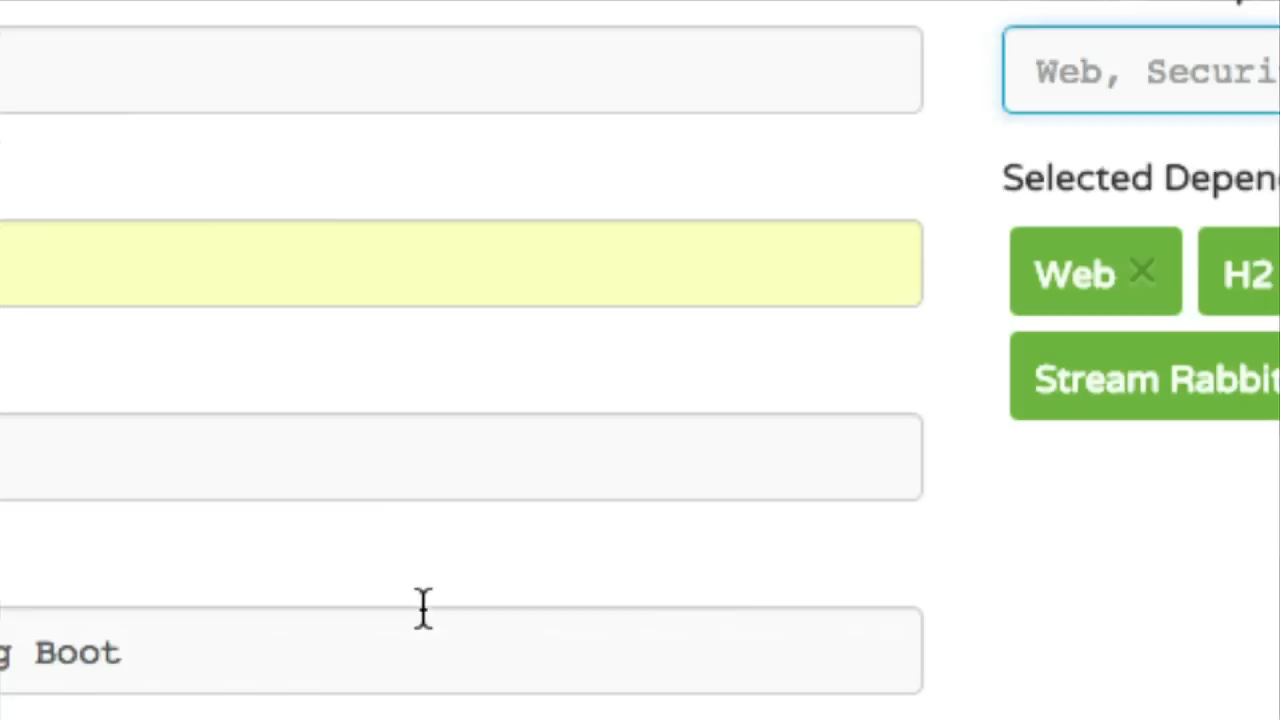 Web, Securi
Selected Depen
Web ×
H2
Stream Rabbit
g Boot